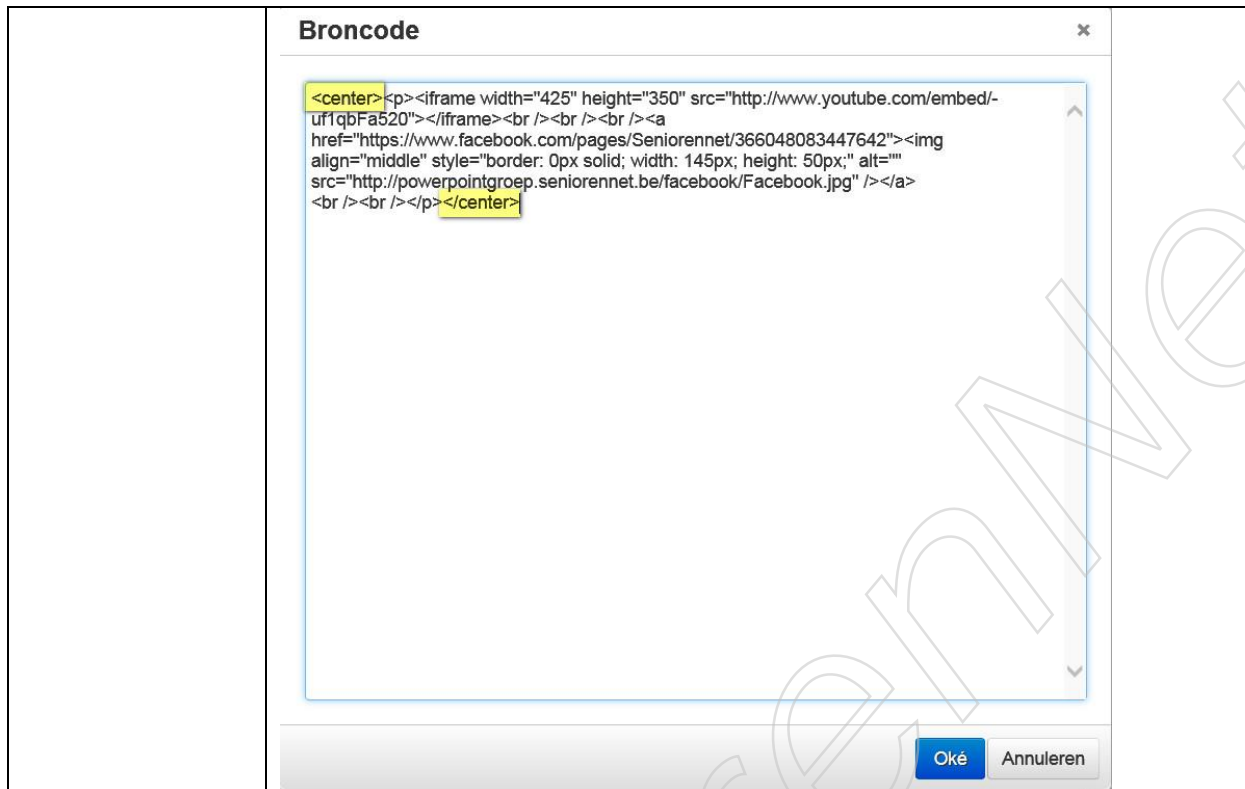 Broncode
<center><p><iframe width="425" height="350" src="http://www.youtube.com/embed/-
uf1qbFa520"></iframe><br /><br /><br /><a
href="https://www.facebook.com/pages/Seniorennet/366048083447642"><img
align="middle" style="border: 0px solid; width: 145px; height: 50px;" alt=""
src="http://powerpointgroep.seniorennet.be/facebook/Facebook.jpg" /></a>
<br /><br /></p></center>
Oké Annuleren